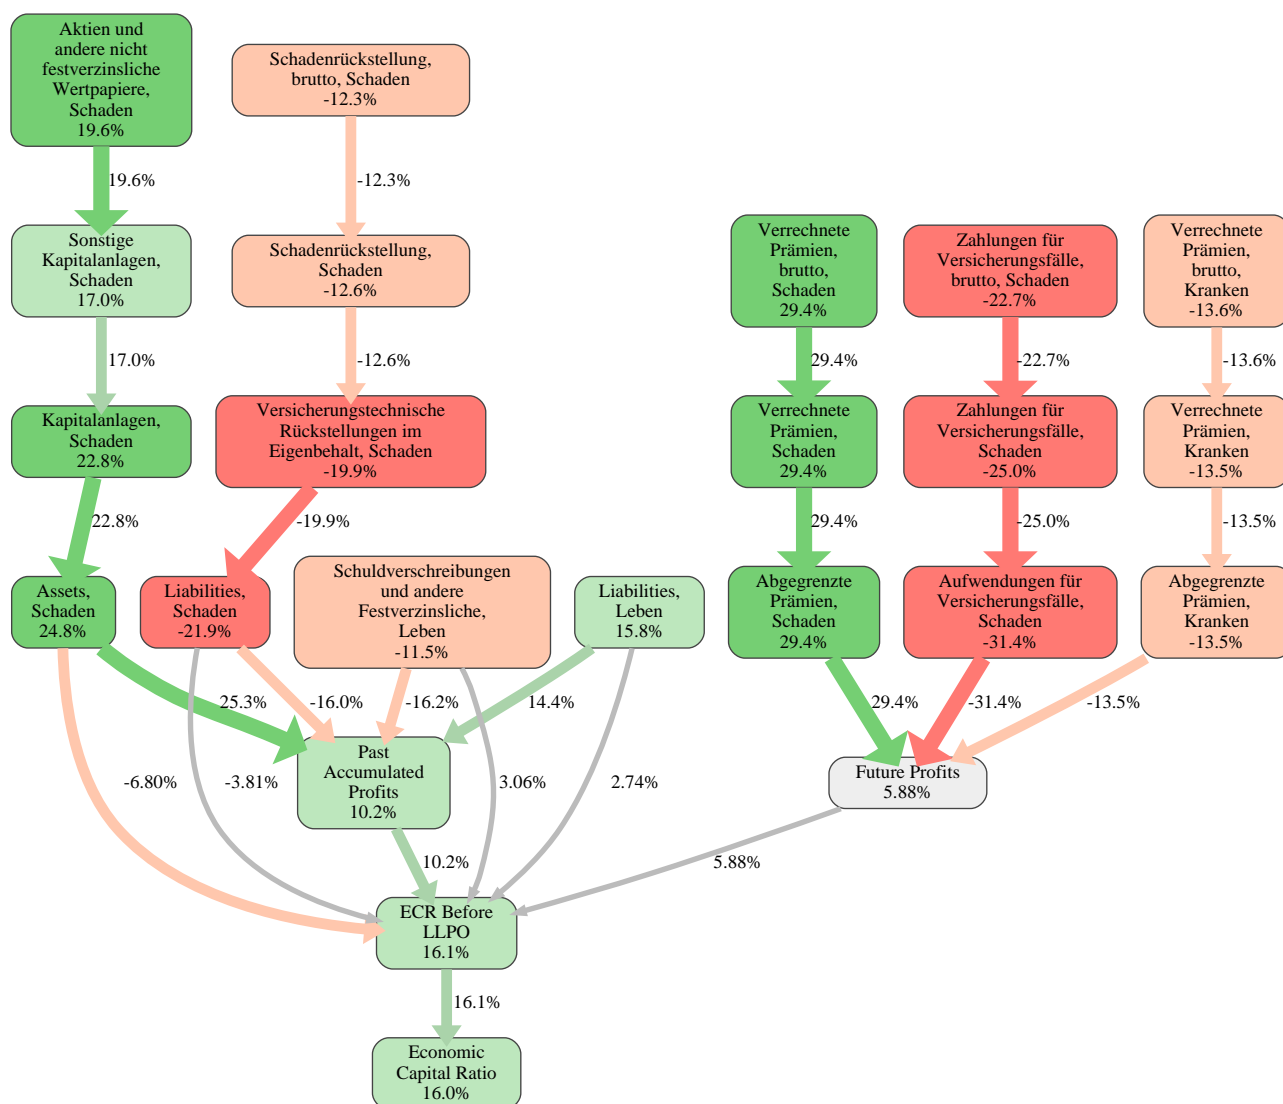 Aktien und
andere nicht
festverzinsliche
Wertpapiere,
Schaden
19.6%
Schadenrückstellung,
brutto, Schaden
-12.3%
19.6%
-12.3%
Sonstige
Kapitalanlagen,
Schaden
17.0%
Schadenrückstellung,
Schaden
-12.6%
Verrechnete
Prämien,
brutto,
Schaden
29.4%
Zahlungen für
Versicherungsfälle,
brutto, Schaden
-22.7%
Verrechnete
Prämien,
brutto,
Kranken
-13.6%
17.0%
-12.6%
29.4%
-22.7%
-13.6%
Kapitalanlagen,
Schaden
22.8%
Versicherungstechnische
Rückstellungen im
Eigenbehalt, Schaden
-19.9%
Verrechnete
Prämien,
Schaden
29.4%
Zahlungen für
Versicherungsfälle,
Schaden
-25.0%
Verrechnete
Prämien,
Kranken
-13.5%
22.8%
-19.9%
29.4%
-25.0%
-13.5%
Assets,
Schaden
24.8%
Liabilities,
Schaden
-21.9%
Schuldverschreibungen
und andere
Festverzinsliche,
Leben
-11.5%
Liabilities,
Leben
15.8%
Abgegrenzte
Prämien,
Schaden
29.4%
Aufwendungen für
Versicherungsfälle,
Schaden
-31.4%
Abgegrenzte
Prämien,
Kranken
-13.5%
25.3%
-16.0%
-16.2%
14.4%
29.4%
-31.4%
-13.5%
Past
Accumulated
Profits
10.2%
Future Profits
5.88%
-6.80%
-3.81%
3.06%
2.74%
10.2%
5.88%
ECR Before
LLPO
16.1%
16.1%
Economic
Capital Ratio
16.0%